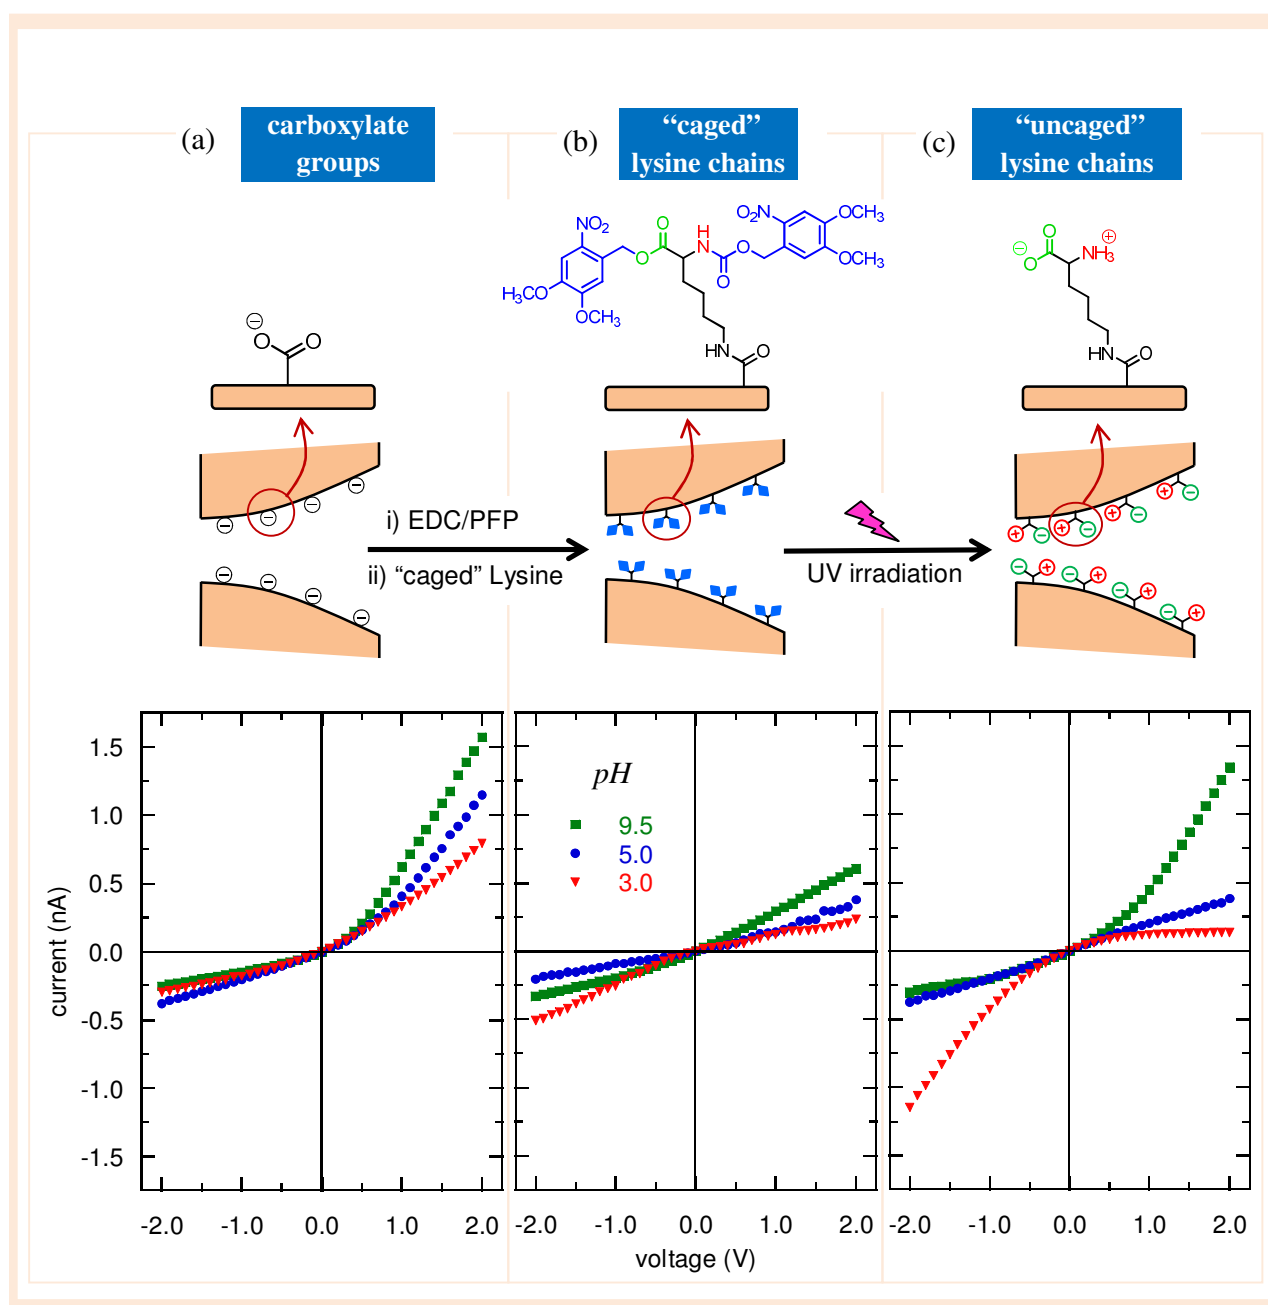 (a)
carboxylate
groups
(b)
“caged”
lysine chains
(c)
“uncaged”
lysine chains
NO₂
O
O
H
N
O
O
O₂N
OCH₃
OCH₃
H₃CO
OCH₃
HN
O
⊖
O
O
O
⊖
O
NH₃
⊕
HN
O
i) EDC/PFP
ii) “caged” Lysine
UV irradiation
current (nA)
1.5
1.0
0.5
0.0
-0.5
-1.0
-1.5
pH
9.5
5.0
3.0
-2.0 -1.0 0.0 1.0 2.0
-2.0 -1.0 0.0 1.0 2.0
-2.0 -1.0 0.0 1.0 2.0
voltage (V)